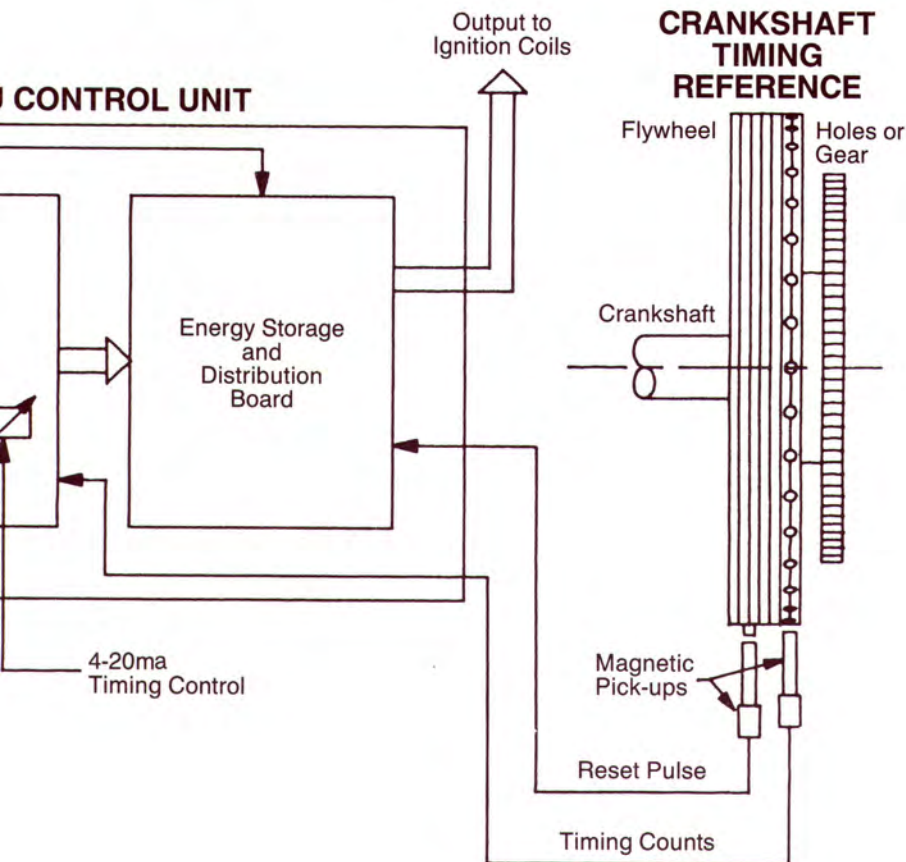 Output to
Ignition Coils
CRANKSHAFT
TIMING
REFERENCE
CONTROL UNIT
Flywheel
Holes or
Gear
Crankshaft
Energy Storage
and
Distribution
Board
4-20ma
Timing Control
Magnetic
Pick-ups
Reset Pulse
Timing Counts